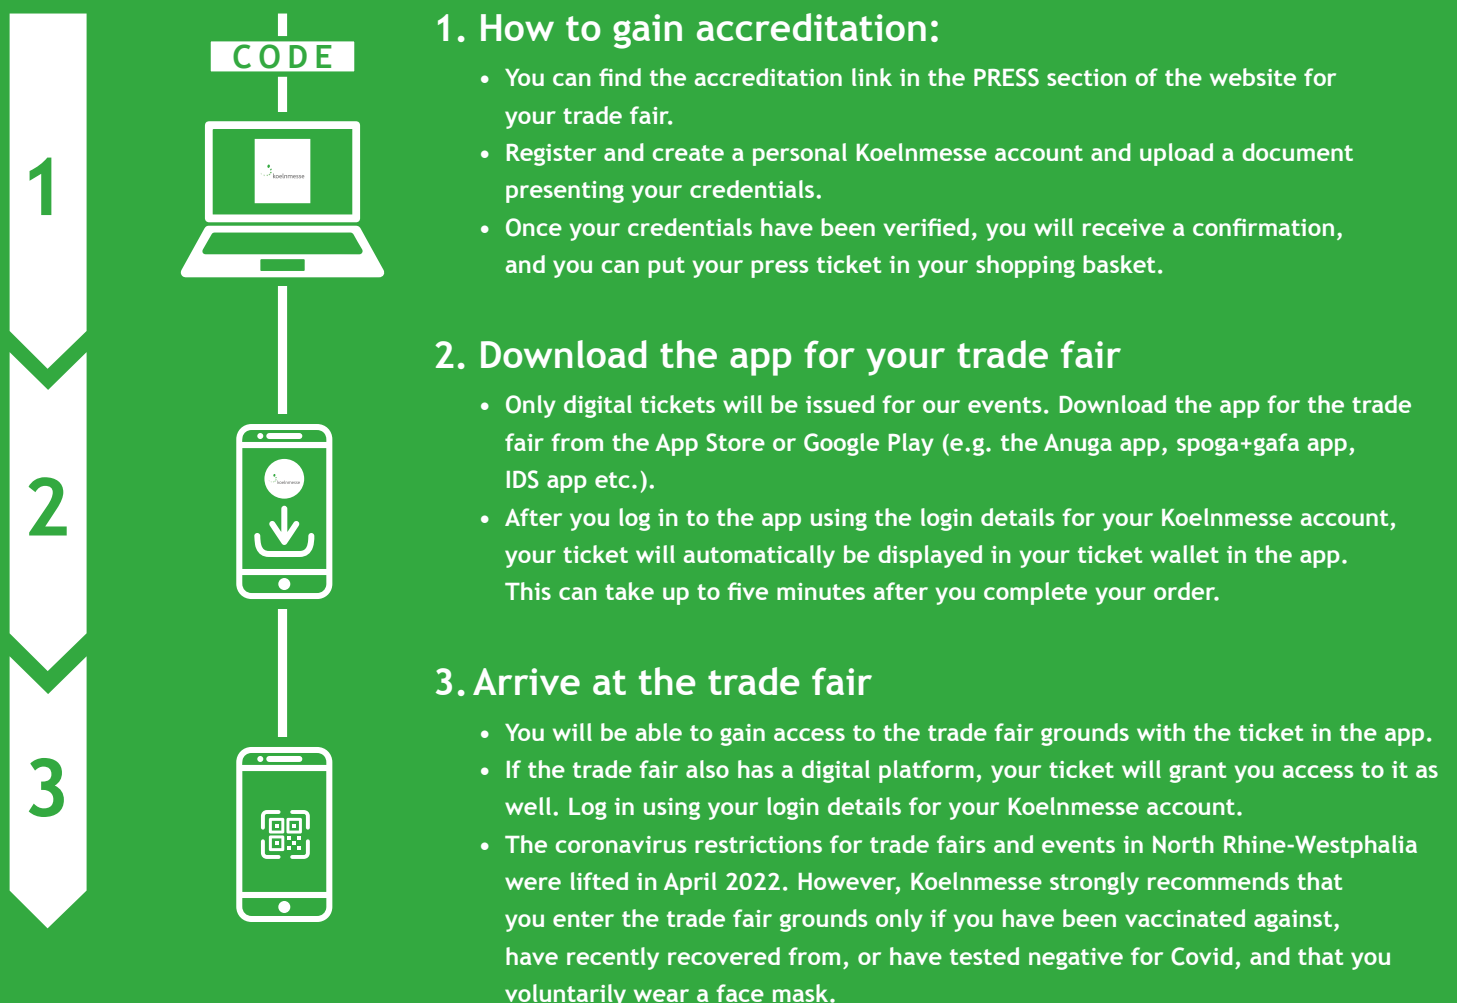 CODE
koelnmesse
1
1. How to gain accreditation:
• You can find the accreditation link in the PRESS section of the website for
your trade fair.
• Register and create a personal Koelnmesse account and upload a document
presenting your credentials.
• Once your credentials have been verified, you will receive a confirmation,
and you can put your press ticket in your shopping basket.
2
koelnmesse
2. Download the app for your trade fair
• Only digital tickets will be issued for our events. Download the app for the trade
fair from the App Store or Google Play (e.g. the Anuga app, spoga+gafa app,
IDS app etc.).
• After you log in to the app using the login details for your Koelnmesse account,
your ticket will automatically be displayed in your ticket wallet in the app.
This can take up to five minutes after you complete your order.
3
3. Arrive at the trade fair
• You will be able to gain access to the trade fair grounds with the ticket in the app.
• If the trade fair also has a digital platform, your ticket will grant you access to it as
well. Log in using your login details for your Koelnmesse account.
• The coronavirus restrictions for trade fairs and events in North Rhine-Westphalia
were lifted in April 2022. However, Koelnmesse strongly recommends that
you enter the trade fair grounds only if you have been vaccinated against,
have recently recovered from, or have tested negative for Covid, and that you
voluntarily wear a face mask.